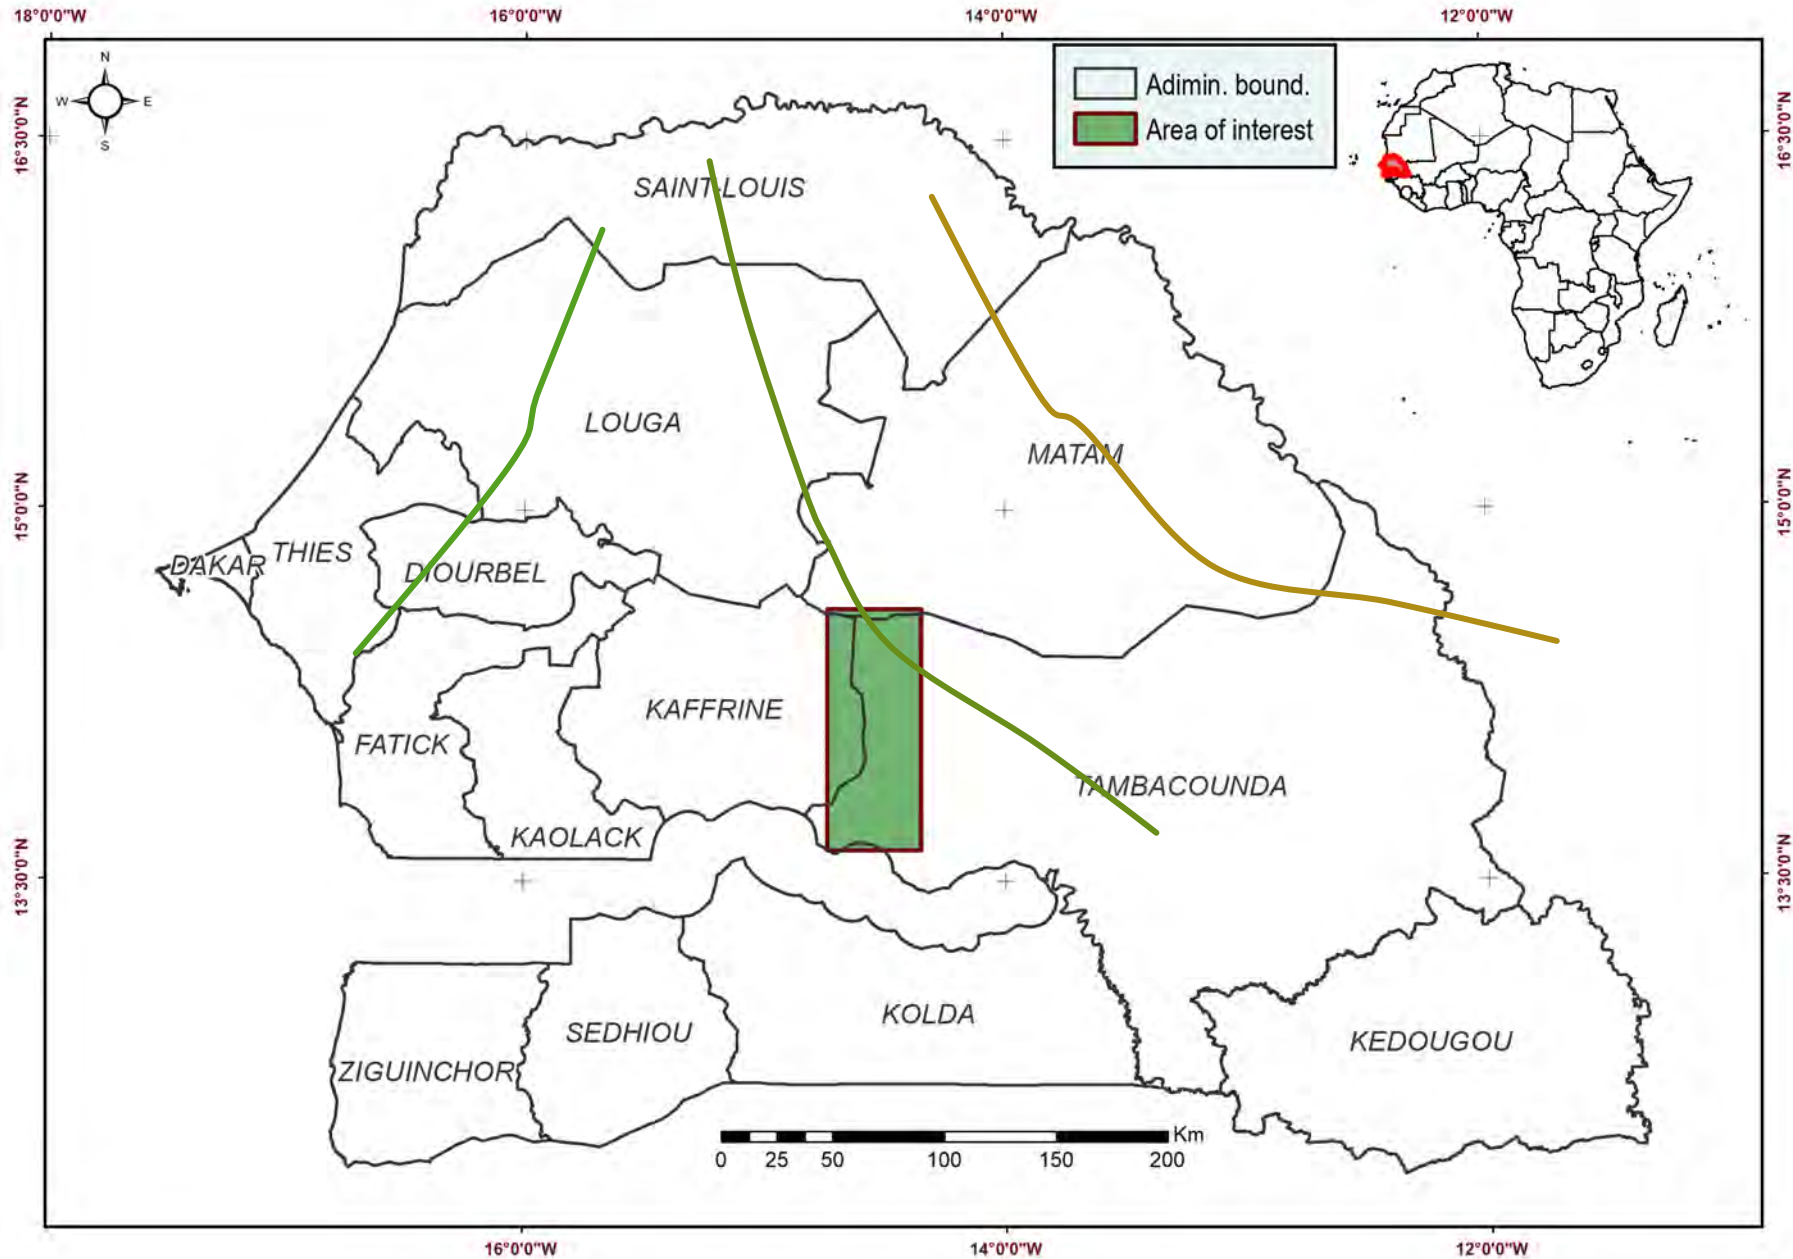 18°0'0"W 16°0'0"W 14°0'0"W 12°0'0"W
N
W E
S
Adimin. bound.
Area of interest
16°30'0"N 16°30'0"N
SAINT-LOUIS
LOUGA
MATAM
15°0'0"N 15°0'0"N
DAKAR THIES
DIOURBEL
KAFFRINE
FATICK
TAMBACOUNDA
KAOLACK
13°30'0"N 13°30'0"N
KOLDA
SEDHIOU
KEDOUGOU
ZIGUINCHOR
Km
0 25 50 100 150 200
16°0'0"W 14°0'0"W 12°0'0"W